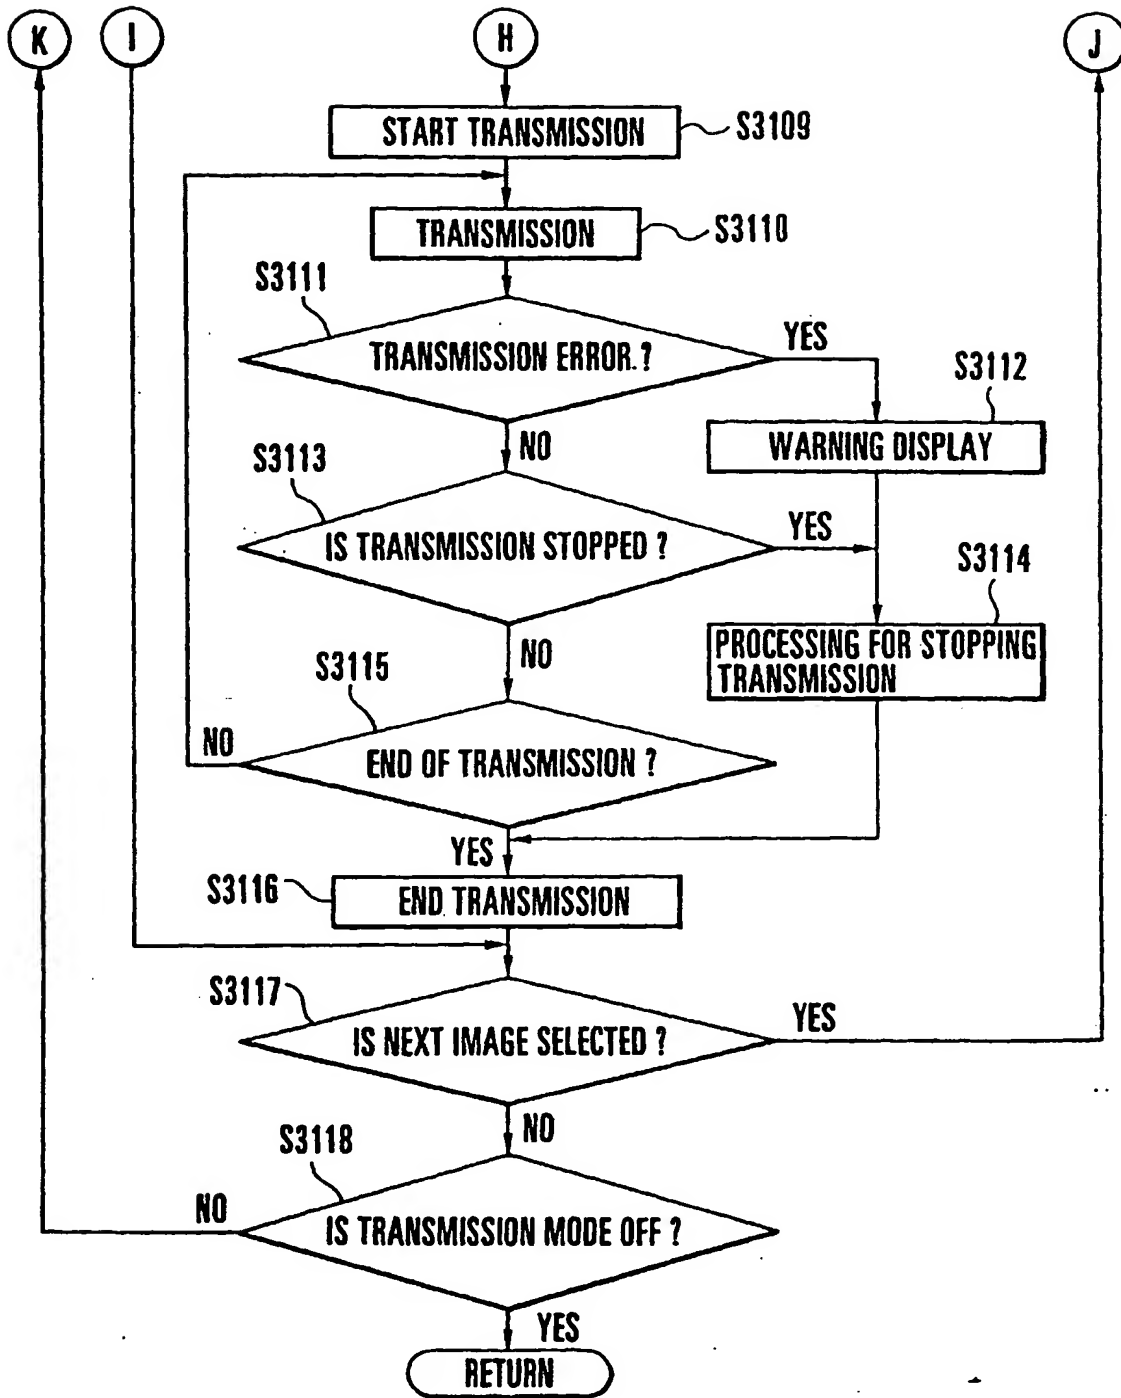 K
I
H
J
START TRANSMISSION
S3109
TRANSMISSION
S3110
S3111
TRANSMISSION ERROR.?
YES
S3112
WARNING DISPLAY
NO
S3113
IS TRANSMISSION STOPPED ?
YES
S3114
PROCESSING FOR STOPPING
TRANSMISSION
NO
S3115
NO
END OF TRANSMISSION ?
YES
S3116
END TRANSMISSION
S3117
IS NEXT IMAGE SELECTED ?
YES
NO
S3118
NO
IS TRANSMISSION MODE OFF ?
YES
RETURN